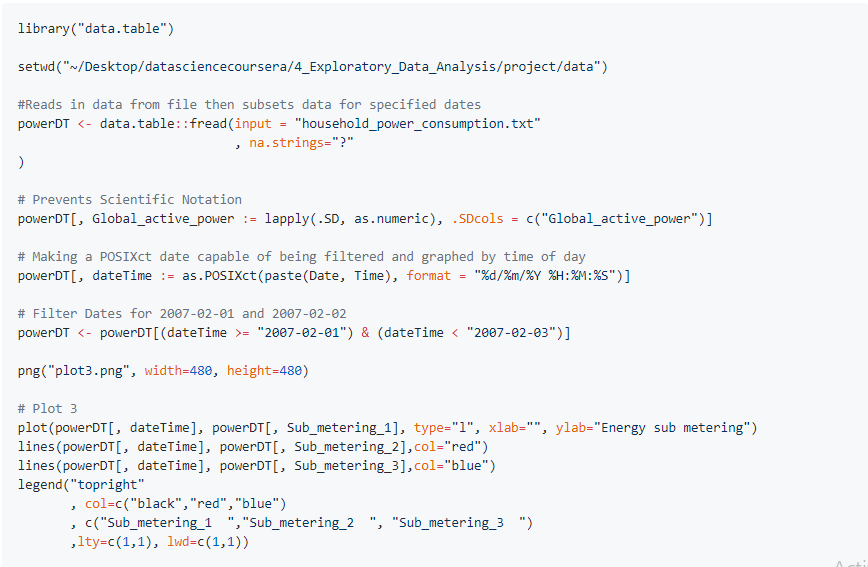 library("data.table")
setwd("~/Desktop/datasciencecoursera/4_Exploratory_Data_Analysis/project/data")
#Reads in data from file then subsets data for specified dates
powerDT <- data.table::fread(input = "household_power_consumption.txt"
, na.strings="?"
)
# Prevents Scientific Notation
powerDT[, Global_active_power := lapply(.SD, as.numeric), .SDcols = c("Global_active_power")]
# Making a POSIXct date capable of being filtered and graphed by time of day
powerDT[, dateTime := as.POSIXct(paste(Date, Time), format = "%d/%m/%Y %H:%M:%S")]
# Filter Dates for 2007-02-01 and 2007-02-02
powerDT <- powerDT[(dateTime >= "2007-02-01") & (dateTime < "2007-02-03")]
png("plot3.png", width=480, height=480)
# Plot 3
plot(powerDT[, dateTime], powerDT[, Sub_metering_1], type="l", xlab="", ylab="Energy sub metering")
lines(powerDT[, dateTime], powerDT[, Sub_metering_2],col="red")
lines(powerDT[, dateTime], powerDT[, Sub_metering_3],col="blue")
legend("topright"
, col=c("black","red","blue")
, c("Sub_metering_1  ","Sub_metering_2  ", "Sub_metering_3  ")
,lty=c(1,1), lwd=c(1,1))